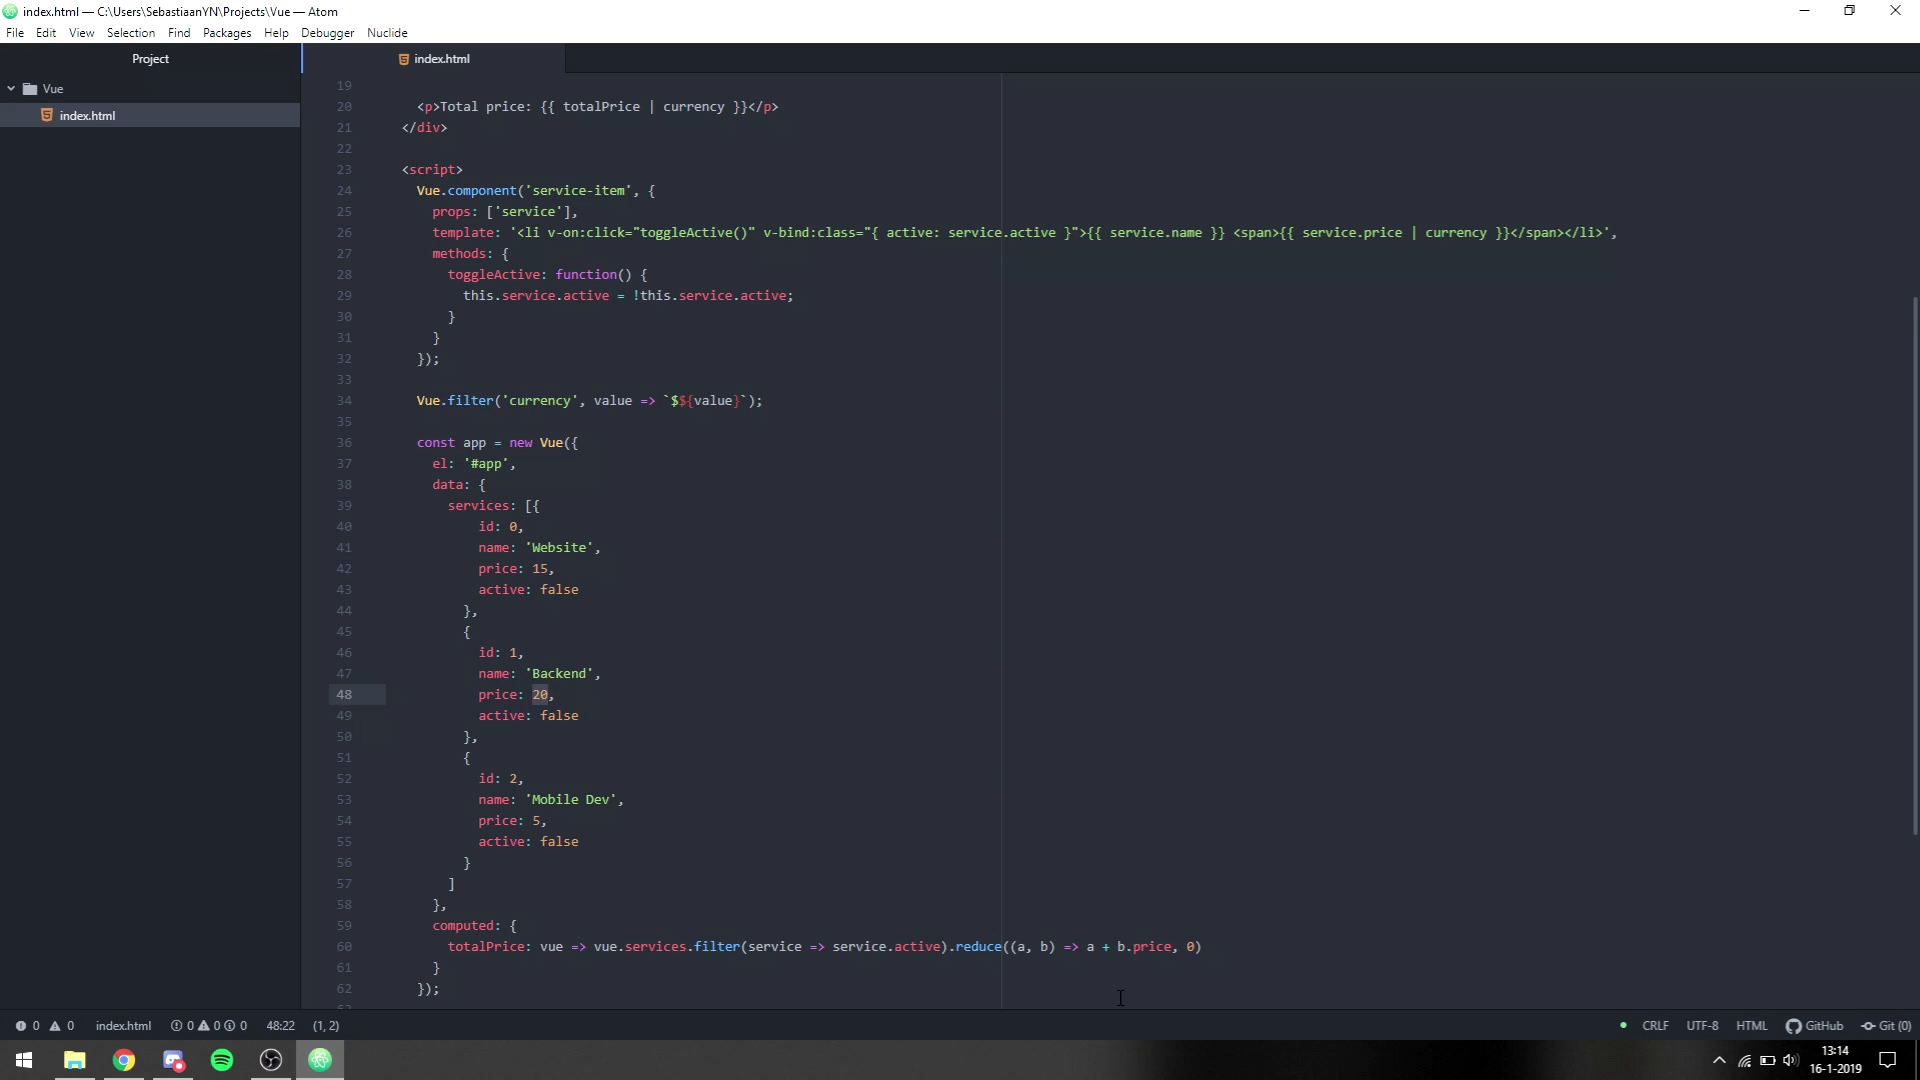 index.html — C:\Users\SebastiaanYN\Projects\Vue — Atom
File Edit View Selection Find Packages Help Debugger Nuclide
Project
index.html
Vue
index.html
19
20 <p>Total price: {{ totalPrice | currency }}</p>
21 </div>
22
23 <script>
24 Vue.component('service-item', {
25 props: ['service'],
26 template: '<li v-on:click="toggleActive()" v-bind:class="{ active: service.active }">{{ service.name }} <span>{{ service.price | currency }}</span></li>',
27 methods: {
28 toggleActive: function() {
29 this.service.active = !this.service.active;
30 }
31 }
32 });
33
34 Vue.filter('currency', value => `$${value}`);
35
36 const app = new Vue({
37 el: '#app',
38 data: {
39 services: [{
40 id: 0,
41 name: 'Website',
42 price: 15,
43 active: false
44 },
45 {
46 id: 1,
47 name: 'Backend',
48 price: 20,
49 active: false
50 },
51 {
52 id: 2,
53 name: 'Mobile Dev',
54 price: 5,
55 active: false
56 }
57 ]
58 },
59 computed: {
60 totalPrice: vue => vue.services.filter(service => service.active).reduce((a, b) => a + b.price, 0)
61 }
62 });
0 0 index.html 0 0 0 48:22 (1, 2) CRLF UTF-8 HTML GitHub Git (0)
13:14
16-1-2019